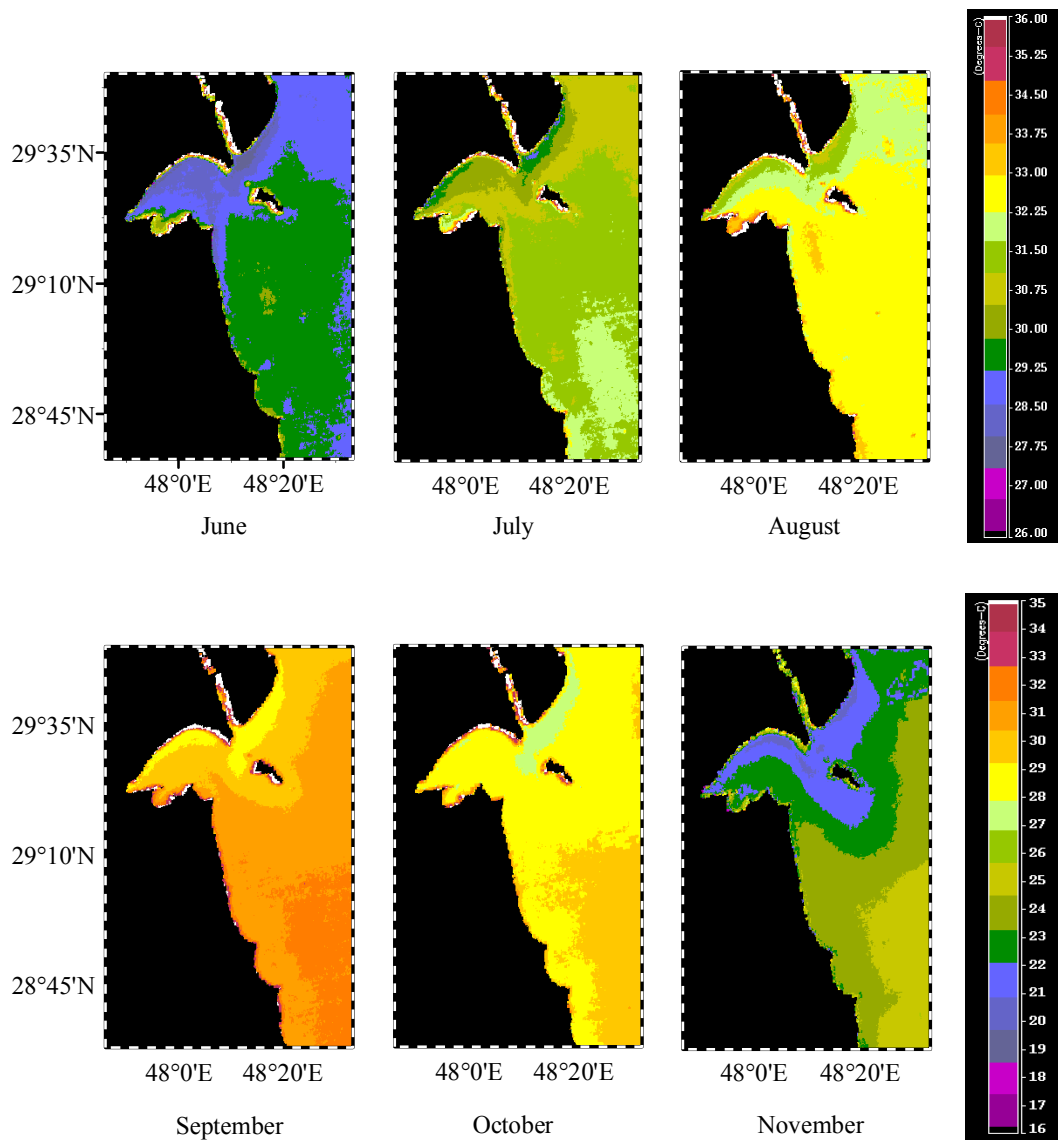 (Degrees-C)
36.00
35.25
34.50
33.75
33.00
32.25
31.50
30.75
30.00
29.25
28.50
27.75
27.00
26.00
29°35'N
29°10'N
28°45'N
48°0'E 48°20'E
48°0'E 48°20'E
48°0'E 48°20'E
June
July
August
(Degrees-C)
35
34
33
32
31
30
29
28
27
26
25
24
23
22
21
20
19
18
17
16
29°35'N
29°10'N
28°45'N
48°0'E 48°20'E
48°0'E 48°20'E
48°0'E 48°20'E
September
October
November